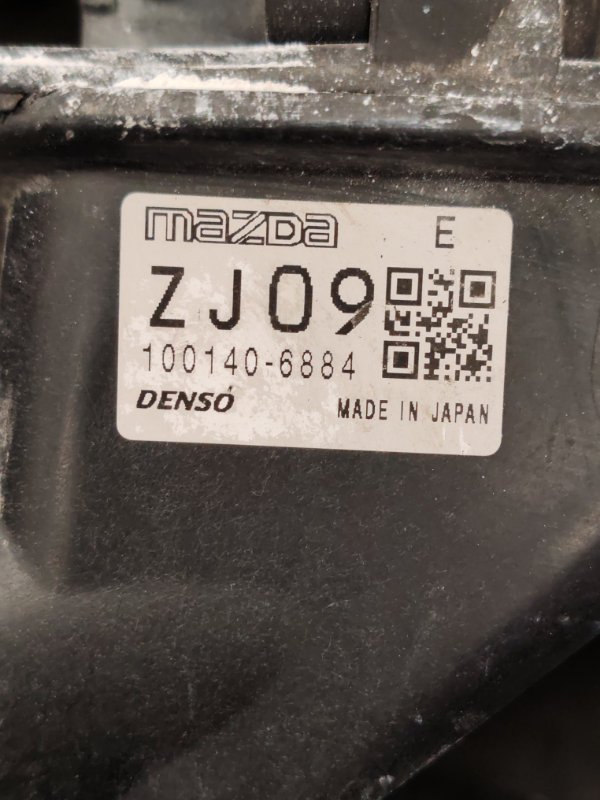 mazda E
ZJ09
100140-6884
DENSO MADE IN JAPAN